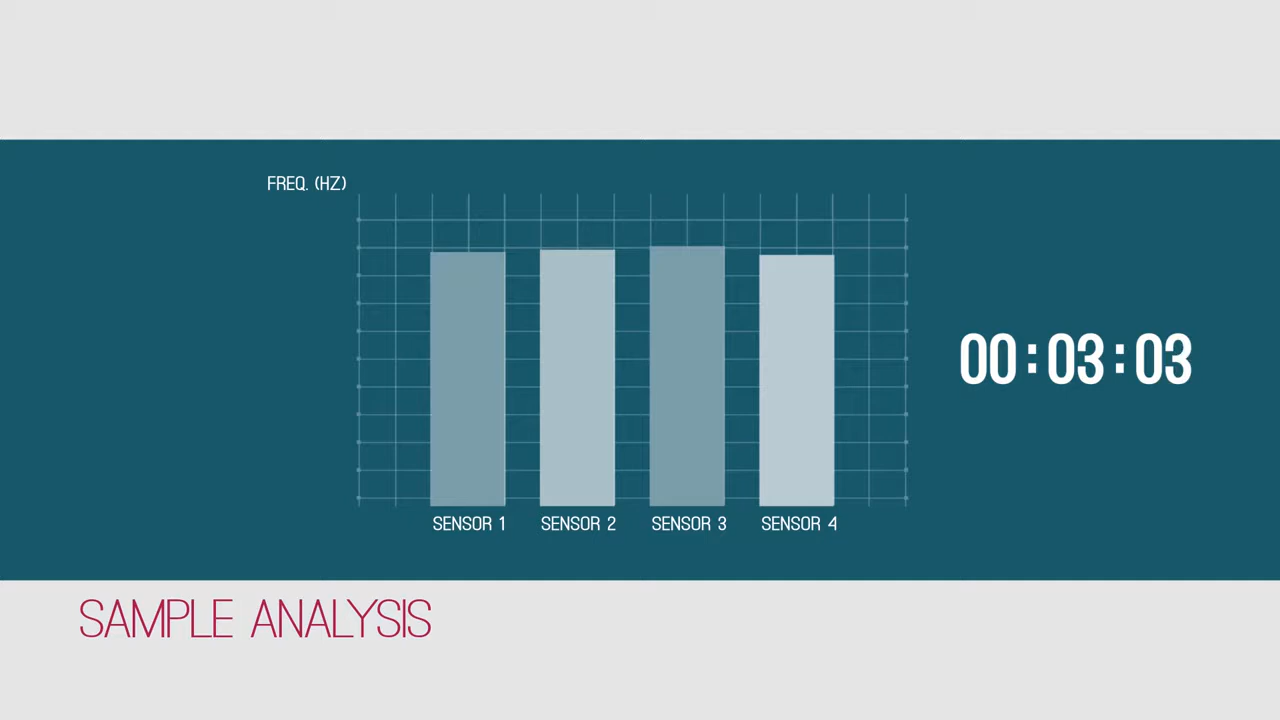 FREQ. (HZ)
00:03:03
SENSOR 1 SENSOR 2 SENSOR 3 SENSOR 4
SAMPLE ANALYSIS